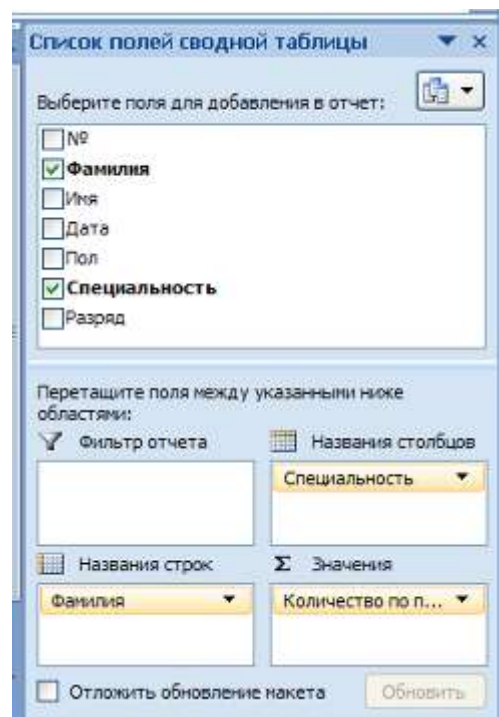 Список полей сводной таблицы
Выберите поля для добавления в отчет:
№
Фамилия
Имя
Дата
Пол
Специальность
Разряд
Перетащите поля между указанными ниже
областями:
Фильтр отчета
Названия столбцов
Специальность
Названия строк
Σ Значения
Фамилия
Количество по п...
Отложить обновление макета
Обновить